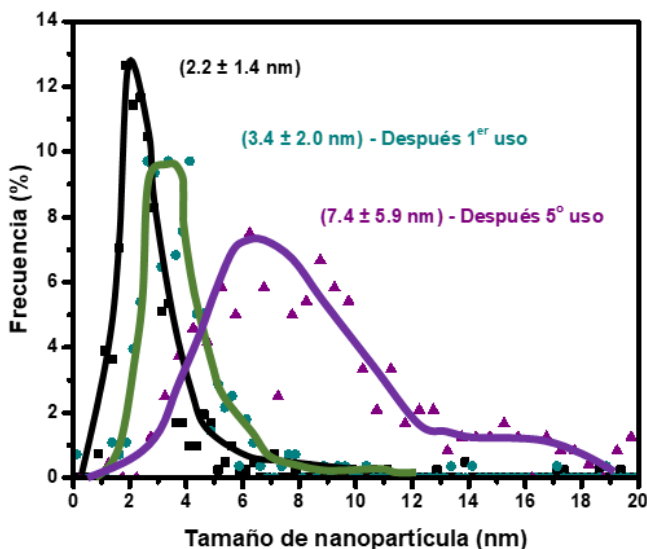 14
12
10
8
6
4
2
0
Frecuencia (%)
(2.2 ± 1.4 nm)
(3.4 ± 2.0 nm) - Después 1er uso
(7.4 ± 5.9 nm) - Después 5° uso
0 2 4 6 8 10 12 14 16 18 20
Tamaño de nanopartícula (nm)